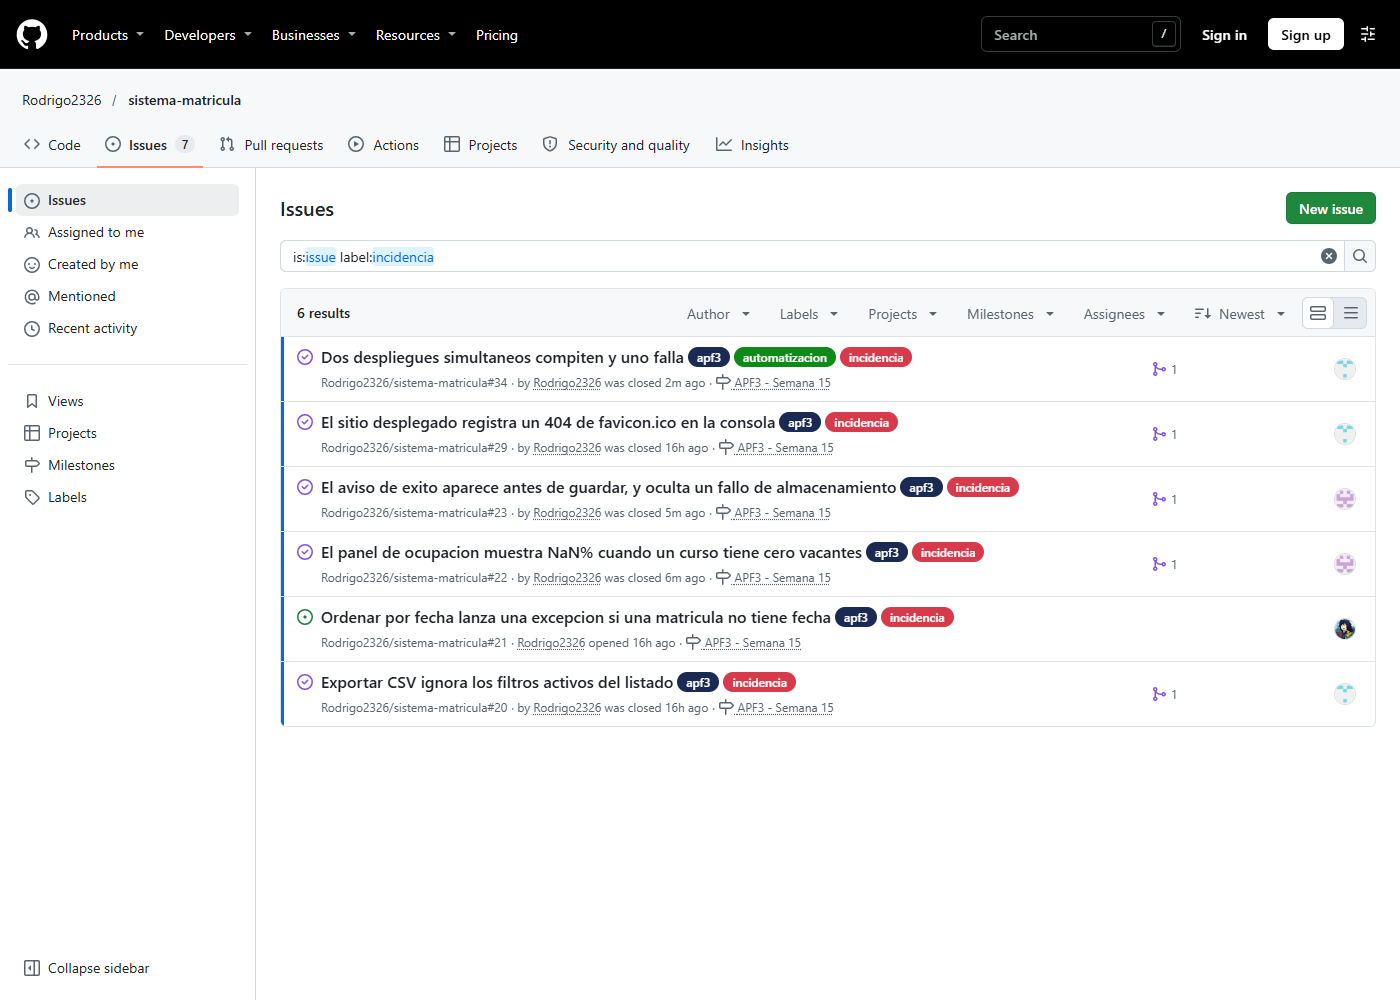 Products Developers Businesses Resources Pricing Search / Sign in Sign up
Rodrigo2326 / sistema-matricula
Code Issues 7 Pull requests Actions Projects Security and quality Insights
Issues
Assigned to me
Created by me
Mentioned
Recent activity
Views
Projects
Milestones
Labels
Collapse sidebar
Issues New issue
is:issue label:incidencia
6 results Author Labels Projects Milestones Assignees Newest
Dos despliegues simultaneos compiten y uno falla apf3 automatizacion incidencia 1
Rodrigo2326/sistema-matricula#34 · by Rodrigo2326 was closed 2m ago · APF3 - Semana 15
El sitio desplegado registra un 404 de favicon.ico en la consola apf3 incidencia 1
Rodrigo2326/sistema-matricula#29 · by Rodrigo2326 was closed 16h ago · APF3 - Semana 15
El aviso de exito aparece antes de guardar, y oculta un fallo de almacenamiento apf3 incidencia 1
Rodrigo2326/sistema-matricula#23 · by Rodrigo2326 was closed 5m ago · APF3 - Semana 15
El panel de ocupacion muestra NaN% cuando un curso tiene cero vacantes apf3 incidencia 1
Rodrigo2326/sistema-matricula#22 · by Rodrigo2326 was closed 6m ago · APF3 - Semana 15
Ordenar por fecha lanza una excepcion si una matricula no tiene fecha apf3 incidencia
Rodrigo2326/sistema-matricula#21 · Rodrigo2326 opened 16h ago · APF3 - Semana 15
Exportar CSV ignora los filtros activos del listado apf3 incidencia 1
Rodrigo2326/sistema-matricula#20 · by Rodrigo2326 was closed 16h ago · APF3 - Semana 15